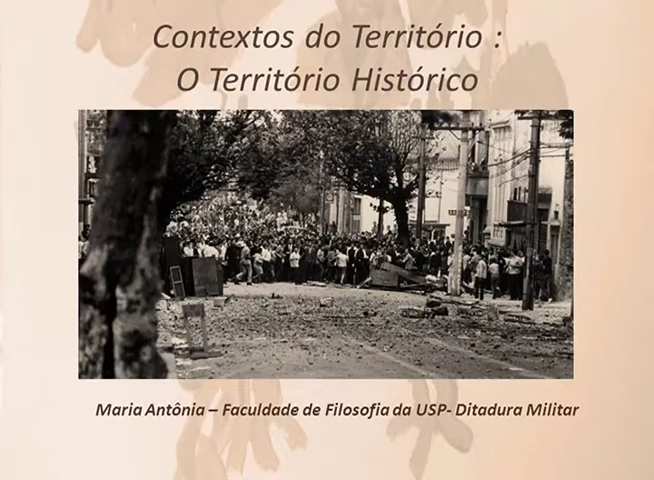 Contextos do Território :
O Território Histórico
Maria Antônia – Faculdade de Filosofia da USP- Ditadura Militar